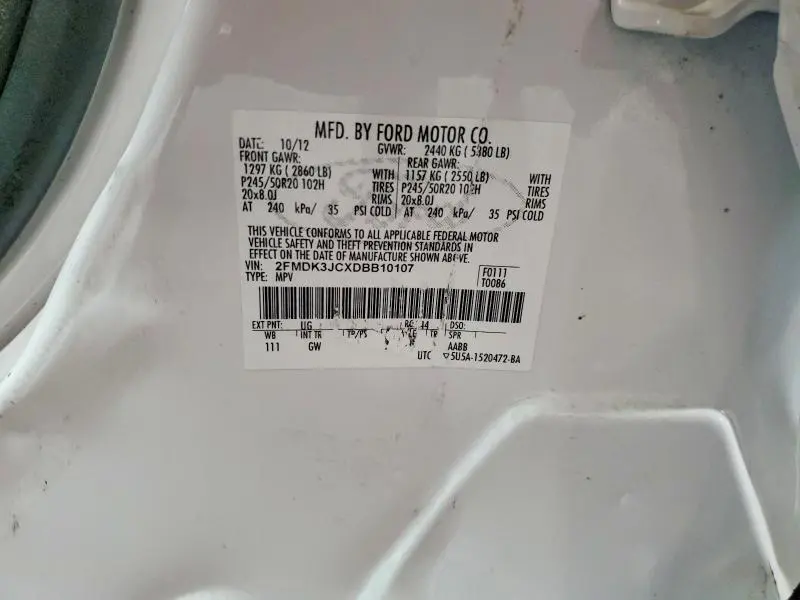 MFD. BY FORD MOTOR CO.
DATE: 10/12 GVWR: 2440 KG ( 5380 LB)
FRONT GAWR: REAR GAWR:
1297 KG ( 2860 LB) WITH 1157 KG ( 2550 LB) WITH
P245/50R20 102H TIRES P245/50R20 102H TIRES
20x8.0J RIMS 20x8.0J RIMS
AT 240 kPa/ 35 PSI COLD AT 240 kPa/ 35 PSI COLD
THIS VEHICLE CONFORMS TO ALL APPLICABLE FEDERAL MOTOR
VEHICLE SAFETY AND THEFT PREVENTION STANDARDS IN
EFFECT ON THE DATE OF MANUFACTURE SHOWN ABOVE.
VIN: 2FMDK3JCXDBB10107 F0111
TYPE: MPV T0086
EXT PNT: UG RC: 14 DSO:
WB INT TR TP/PS TR SPR
111 GW AABB
UTC ▽5U5A-1520472-BA